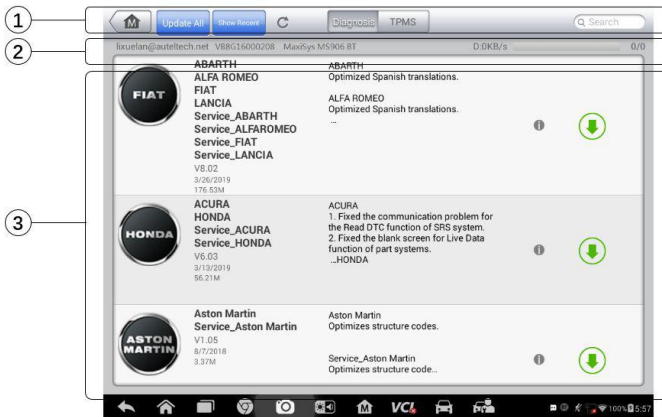 1
M
Update All
Show Recent
Diagnosis
TPMS
Search
2
lixuelan@auteltech.net V88G16000208 MaxiSys MS906 BT
D:0KB/s
0/0
3
FIAT
ABARTH
ALFA ROMEO
FIAT
LANCIA
Service_ABARTH
Service_ALFAROMEO
Service_FIAT
Service_LANCIA
V8.02
3/26/2019
176.53M
ABARTH
Optimized Spanish translations.
ALFA ROMEO
Optimized Spanish translations.
...
i
HONDA
ACURA
HONDA
Service_ACURA
Service_HONDA
V6.03
3/13/2019
56.21M
ACURA
1. Fixed the communication problem for
the Read DTC function of SRS system.
2. Fixed the blank screen for Live Data
function of part systems.
...HONDA
i
ASTON
MARTIN
Aston Martin
Service_Aston Martin
V1.05
8/7/2018
3.37M
Aston Martin
Optimizes structure codes.
Service_Aston Martin
Optimizes structure code...
i
M
VCI
100%
5:57